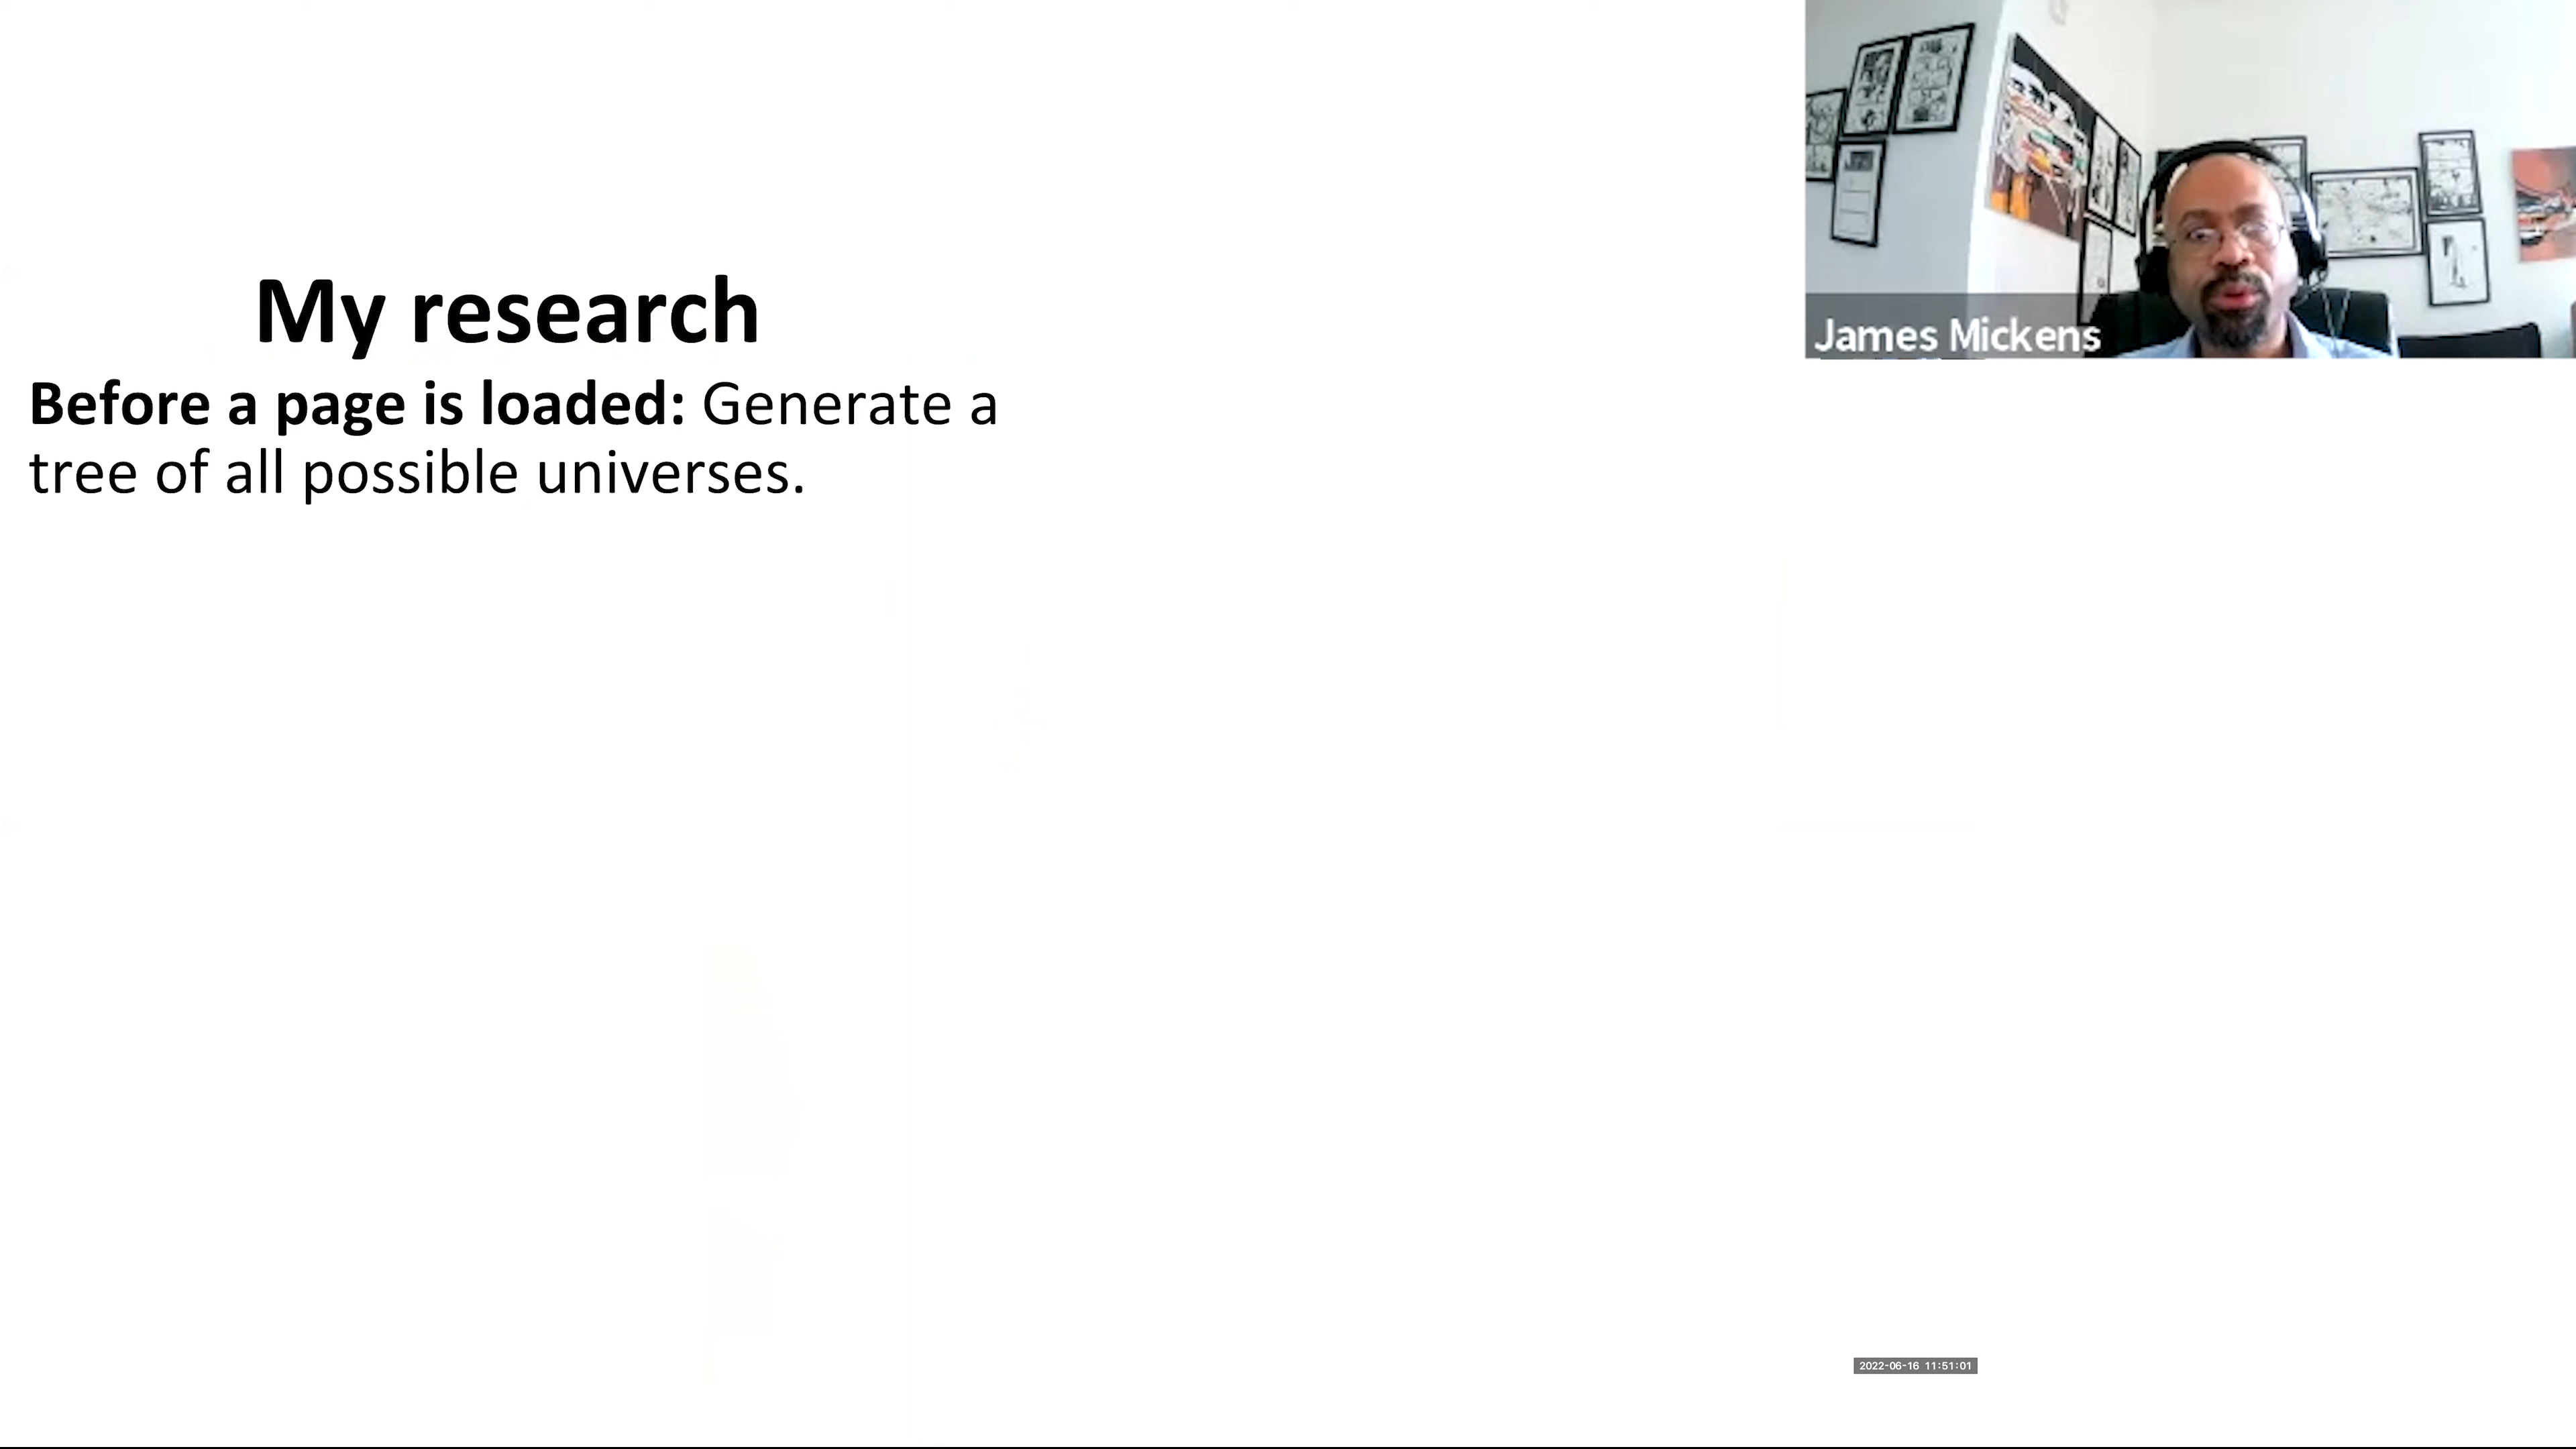 My research
Before a page is loaded: Generate a
tree of all possible universes.
James Mickens
2022-06-16 11:51:01